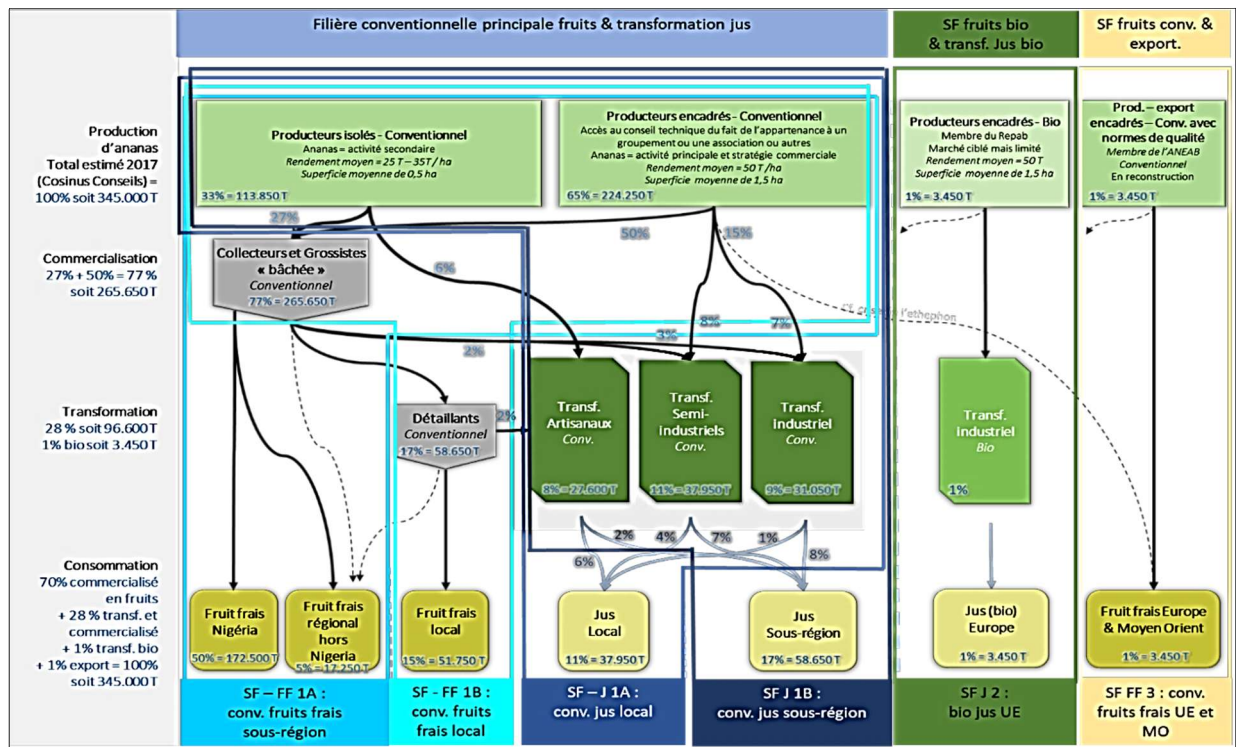 Filière conventionnelle principale fruits & transformation jus
SF fruits bio
& transf. Jus bio
SF fruits conv. &
export.
Production
d'ananas
Total estimé 2017
(Cosinus Conseils) =
100% soit 345.000 T
Producteurs isolés - Conventionnel
Ananas = activité secondaire
Rendement moyen = 25 T – 35T/ ha
Superficie moyenne de 0,5 ha
33% = 113.850 T
Producteurs encadrés - Conventionnel
Accès au conseil technique du fait de l'appartenance à un
groupement ou une association ou autres
Ananas = activité principale et stratégie commerciale
Rendement moyen = 50 T /ha
Superficie moyenne de 1,5 ha
65% = 224.250 T
Producteurs encadrés - Bio
Membre du Repab
Marché ciblé mais limité
Rendement moyen = 50 T
Superficie moyenne de 1,5 ha
1% = 3.450 T
Prod. – export
encadrés – Conv. avec
normes de qualité
Membre de l'ANEAB
Conventionnel
En reconstruction
1% = 3.450 T
27%
50%
15%
Commercialisation
27% + 50% = 77 %
soit 265.650 T
Collecteurs et Grossistes
« bâchée »
Conventionnel
77% = 265.650 T
6%
8%
7%
l'ethephon
3%
2%
Transformation
28 % soit 96.600 T
1% bio soit 3.450 T
Détaillants
Conventionnel
17% = 58.650 T
2%
Transf.
Artisanaux
Conv.
8% = 27.600 T
Transf.
Semi-
industriels
Conv.
11% = 37.950 T
Transf.
Industriel
Conv.
9% = 31.050 T
Transf.
Industriel
Bio
1%
2%
4%
7%
1%
6%
8%
Consommation
70% commercialisé
en fruits
+ 28 % transf. et
commercialisé
+ 1% transf. bio
+ 1% export = 100%
soit 345.000 T
Fruit frais
Nigéria
50% = 172.500 T
Fruit frais
régional
hors
Nigeria
5% = 17.250 T
Fruit frais
local
15% = 51.750 T
Jus
Local
11% = 37.950 T
Jus
Sous-région
17% = 58.650 T
Jus (bio)
Europe
1% = 3.450 T
Fruit frais Europe
& Moyen Orient
1% = 3.450 T
SF – FF 1A :
conv. fruits frais
sous-région
SF - FF 1B :
conv. fruits
frais local
SF – J 1A :
conv. jus local
SF J 1B :
conv. jus sous-région
SF J 2 :
bio jus UE
SF FF 3 : conv.
fruits frais UE et
MO